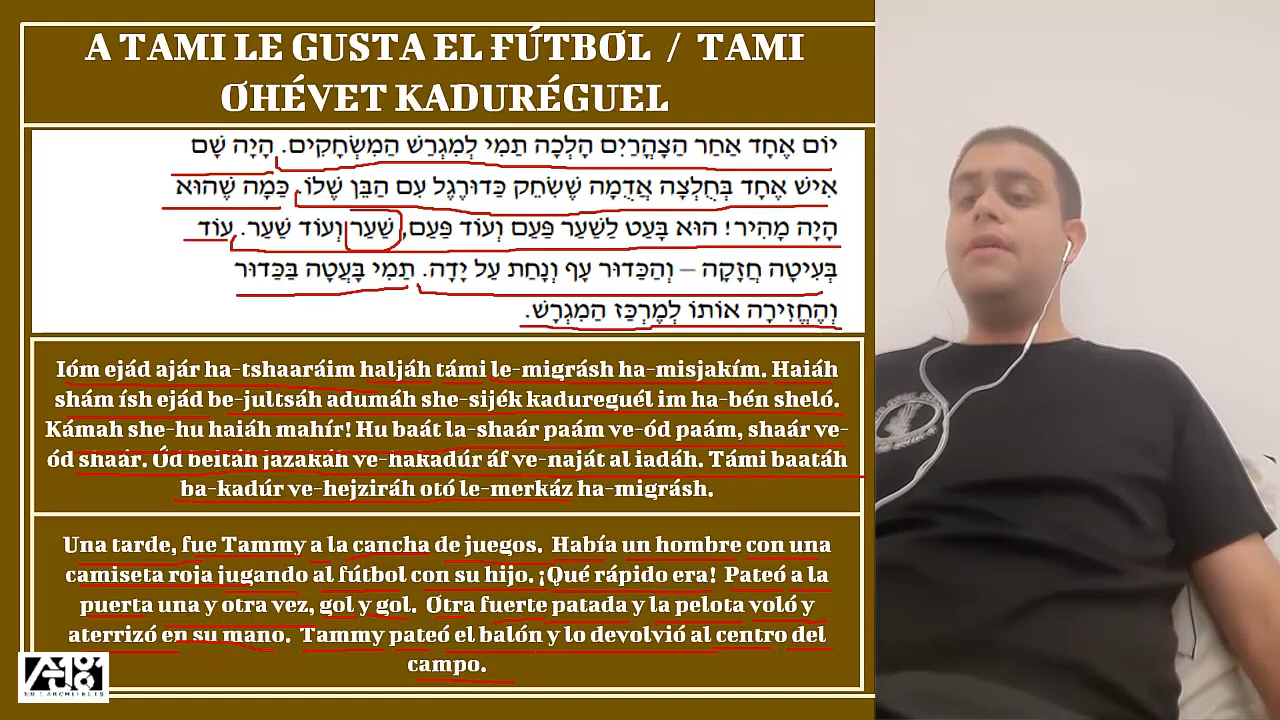 A TAMI LE GUSTA EL FÚTBOL / TAMI
OHÉVET KADURÉGUEL
יוֹם אֶחָד אַחַר הַצָּהֳרַיִם הָלְכָה תַּמִּי לְמִגְרַשׁ הַמִּשְׂחָקִים. הָיָה שָׁם
אִישׁ אֶחָד בְּחֻלְצָה אֲדֻמָּה שֶׁשִּׂחֵק כַּדּוּרֶגֶל עִם הַבֵּן שֶׁלּוֹ. כַּמָּה שֶׁהוּא
הָיָה מָהִיר! הוּא בָּעַט לַשַּׁעַר פַּעַם וְעוֹד פַּעַם, שַׁעַר וְעוֹד שַׁעַר. עוֹד
בְּעִיטָה חֲזָקָה – וְהַכַּדּוּר עָף וְנָחַת עַל יָדָהּ. תַּמִּי בָּעֲטָה בַּכַּדּוּר
וְהֶחֱזִירָה אוֹתוֹ לְמֶרְכַּז הַמִּגְרָשׁ.
Ióm ejád ajár ha-tshaaráim haljáh támi le-migrásh ha-misjakím. Haiáh
shám ísh ejád be-jultsáh adumáh she-sijék kadureguél im ha-bén sheló.
Kámah she-hu haiáh mahír! Hu baát la-shaár paám ve-ód paám, shaár ve-
ód shaár. Ód beitáh jazakáh ve-hakadúr áf ve-naját al iadáh. Támi baatáh
ba-kadúr ve-hejziráh otó le-merkáz ha-migrásh.
Una tarde, fue Tammy a la cancha de juegos. Había un hombre con una
camiseta roja jugando al fútbol con su hijo. ¡Qué rápido era! Pateó a la
puerta una y otra vez, gol y gol. Otra fuerte patada y la pelota voló y
aterrizó en su mano. Tammy pateó el balón y lo devolvió al centro del
campo.